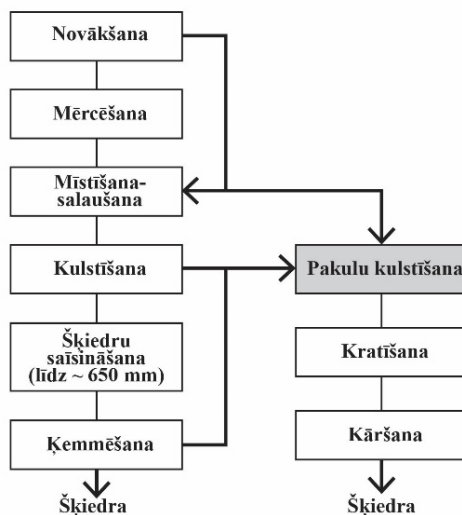 Novākšana
Mērcēšana
Mīstīšana-
salaušana
Kulstīšana
Šķiedru
saīsināšana
(līdz ~ 650 mm)
Ķemmēšana
Šķiedra
Pakulu kulstīšana
Kratīšana
Kāršana
Šķiedra